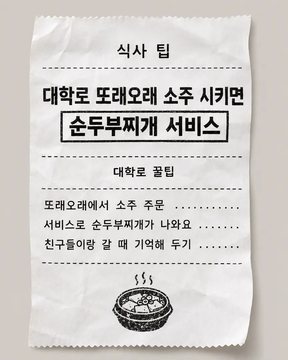 식사 팁
대학로 또래오래 소주 시키면
순두부찌개 서비스
대학로 꿀팁
또래오래에서 소주 주문 ...........
서비스로 순두부찌개가 나와요 .......
친구들이랑 갈 때 기억해 두기 .......